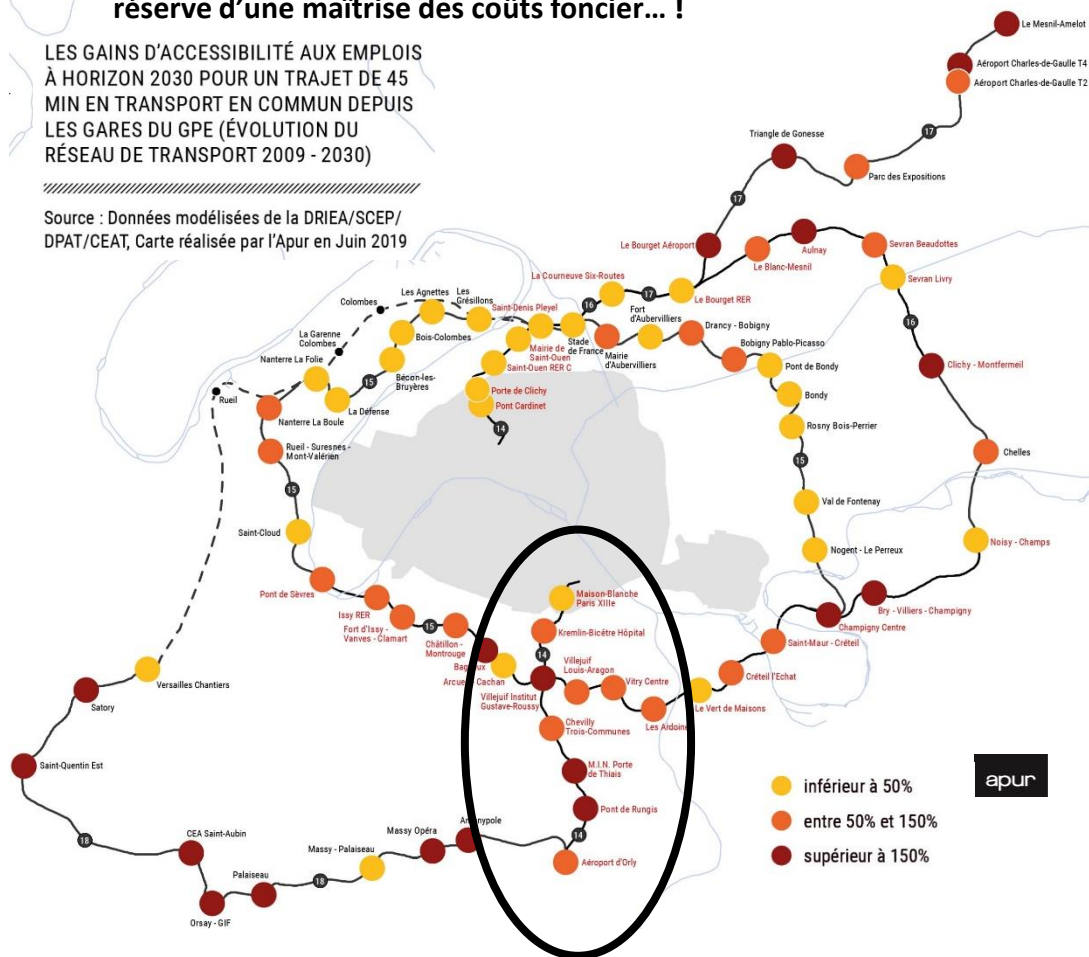 réserve d'une maîtrise des coûts foncier... !
LES GAINS D'ACCESSIBILITÉ AUX EMPLOIS
À HORIZON 2030 POUR UN TRAJET DE 45
MIN EN TRANSPORT EN COMMUN DEPUIS
LES GARES DU GPE (ÉVOLUTION DU
RÉSEAU DE TRANSPORT 2009 - 2030)
Source : Données modélisées de la DRIEA/SCEP/
DPAT/CEAT, Carte réalisée par l'Apur en Juin 2019
Le Mesnil-Amelot
Aéroport Charles-de-Gaulle T4
Aéroport Charles-de-Gaulle T2
17
Triangle de Gonesse
Parc des Expositions
17
Le Bourget Aéroport
Aulnay
Sevran Beaudottes
Le Blanc-Mesnil
Sevran Livry
La Courneuve Six-Routes
16
17
Le Bourget RER
16
Les Agnettes
Les
Grésillons
Colombes
Saint-Denis Pleyel
Fort
d'Aubervilliers
La Garenne
Colombes
Bois-Colombes
Mairie de
Saint-Ouen
Stade
de France
Mairie
d'Aubervilliers
Drancy - Bobigny
Bobigny Pablo-Picasso
Nanterre La Folie
15
Bécon-les-
Bruyères
Saint-Ouen RER C
Pont de Bondy
Clichy - Montfermeil
Rueil
La Défense
Porte de Clichy
Pont Cardinet
Bondy
Nanterre La Boule
14
Rosny Bois-Perrier
Rueil - Suresnes -
Mont-Valérien
Chelles
15
15
Val de Fontenay
Saint-Cloud
Nogent - Le Perreux
Noisy - Champs
Pont de Sèvres
Issy RER
Maison-Blanche
Paris XIIIe
Bry - Villiers - Champigny
Fort d'Issy -
Vanves - Clamart
15
Châtillon -
Montrouge
Kremlin-Bicêtre Hôpital
Champigny Centre
Saint-Maur - Créteil
14
Bagneux
Arcueil - Cachan
Villejuif
Louis-Aragon
Vitry Centre
Créteil l'Echat
Versailles Chantiers
Villejuif Institut
Gustave-Roussy
Le Vert de Maisons
Satory
Les Ardoines
Chevilly
Trois-Communes
Saint-Quentin Est
M.I.N. Porte
de Thiais
inférieur à 50%
apur
Pont de Rungis
entre 50% et 150%
18
CEA Saint-Aubin
Massy Opéra
Antonypole
14
Massy - Palaiseau
Aéroport d'Orly
supérieur à 150%
Palaiseau
18
Orsay - GIF